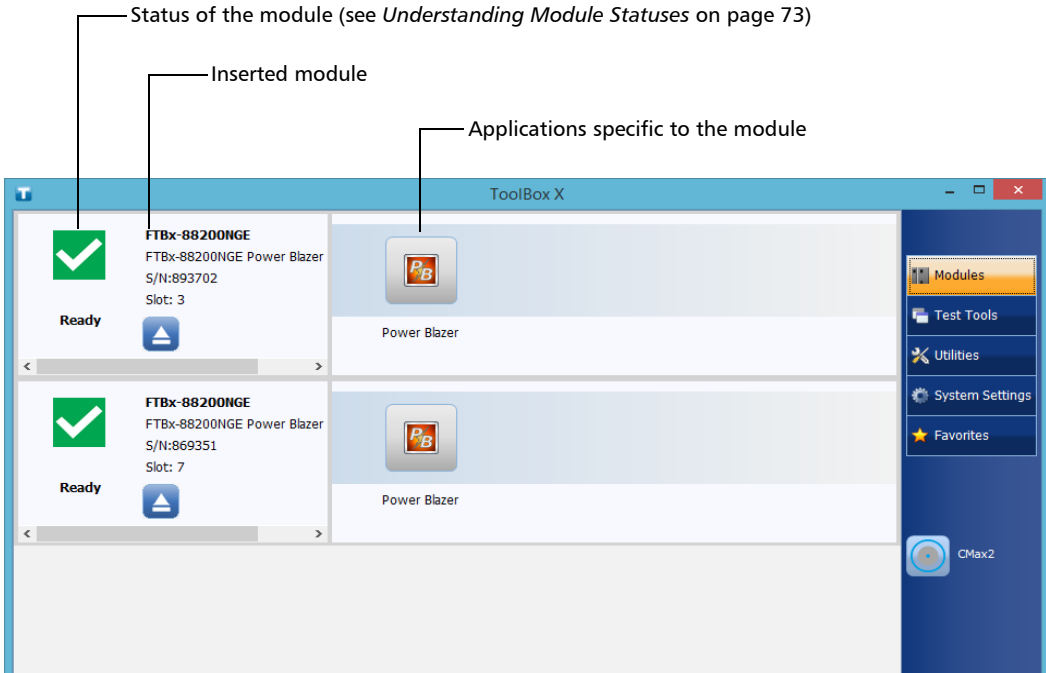 Status of the module (see Understanding Module Statuses on page 73)
Inserted module
Applications specific to the module
ToolBox X
FTBx-88200NGE
FTBx-88200NGE Power Blazer
S/N:893702
Slot: 3
Ready
P/B
Power Blazer
FTBx-88200NGE
FTBx-88200NGE Power Blazer
S/N:869351
Slot: 7
Ready
P/B
Power Blazer
Modules
Test Tools
Utilities
System Settings
Favorites
CMax2